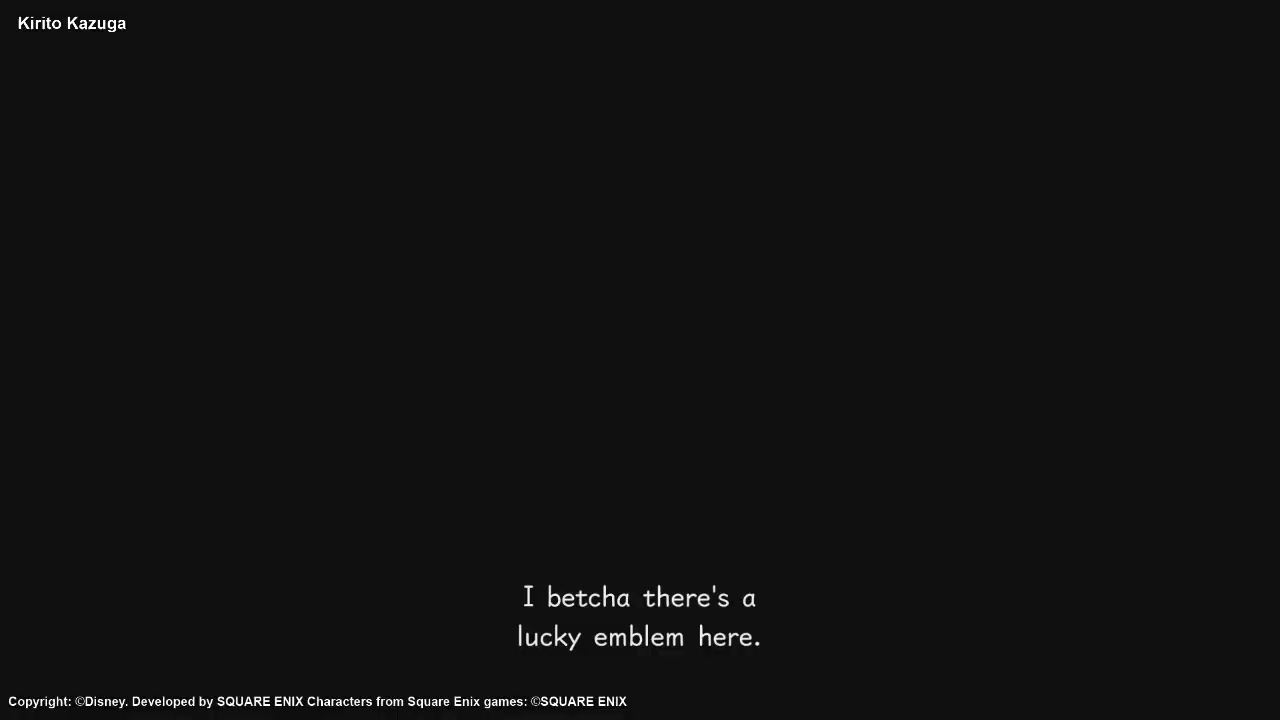 Kirito Kazuga
I betcha there's a
lucky emblem here.
Copyright: ©Disney. Developed by SQUARE ENIX Characters from Square Enix games: ©SQUARE ENIX